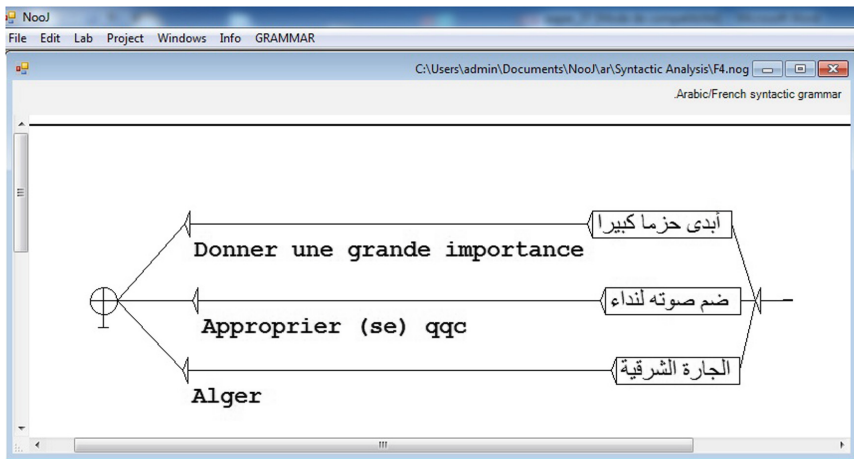 NooJ
File Edit Lab Project Windows Info GRAMMAR
C:\Users\admin\Documents\NooJ\ar\Syntactic Analysis\F4.nog
.Arabic/French syntactic grammar
أبدى حزما كبيرا
Donner une grande importance
ضم صوته لنداء
Approprier (se) qqc
الجارة الشرقية
Alger